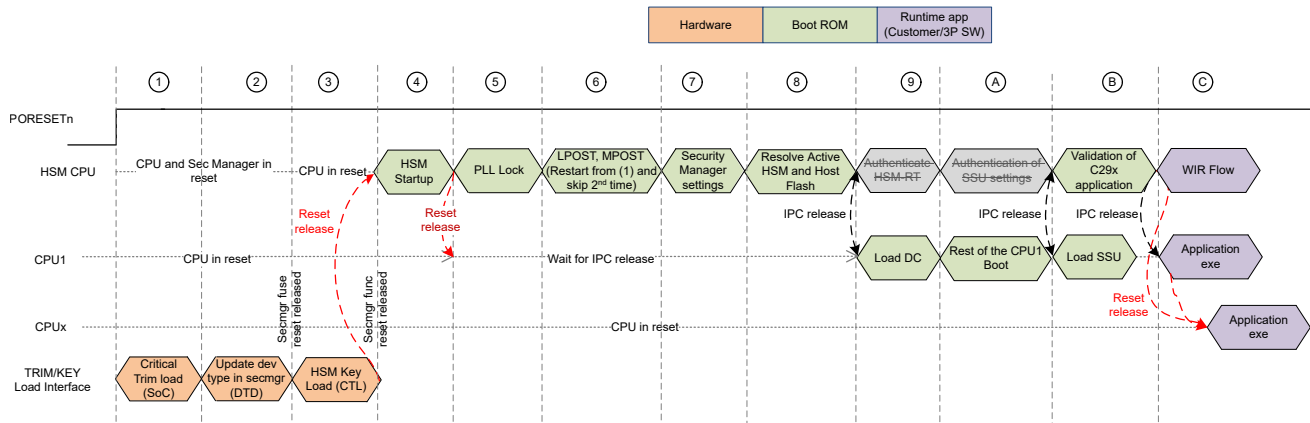 Hardware
Boot ROM
Runtime app
(Customer/3P SW)
1
2
3
4
5
6
7
8
9
A
B
C
PORESETn
HSM CPU
CPU and Sec Manager in
reset
CPU in reset
HSM
Startup
PLL Lock
LPOST, MPOST
(Restart from (1) and
skip 2nd time)
Security
Manager
settings
Resolve Active
HSM and Host
Flash
Authenticate
HSM-RT
Authentication of
SSU settings
Validation of
C29x
application
WIR Flow
Reset
release
Reset
release
IPC release
IPC release
IPC release
CPU1
CPU in reset
Wait for IPC release
Load DC
Rest of the CPU1
Boot
Load SSU
Application
exe
Secmgr fuse
reset released
Secmgr func
reset released
Reset
release
CPUx
CPU in reset
Application
exe
TRIM/KEY
Load Interface
Critical
Trim load
(SoC)
Update dev
type in secmgr
(DTD)
HSM Key
Load (CTL)